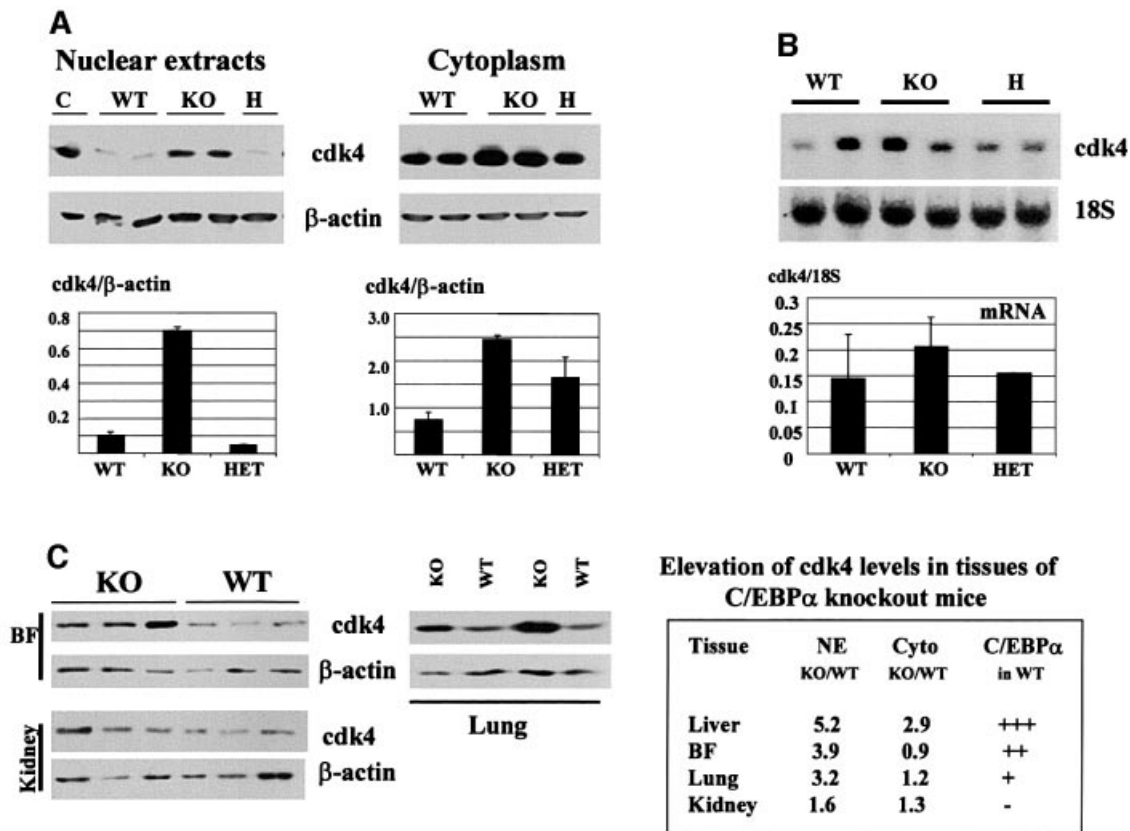 A
Nuclear extracts
Cytoplasm
C WT KO H
WT KO H
cdk4
β-actin
cdk4/β-actin
0.8
0.6
0.4
0.2
WT KO HET
cdk4/β-actin
3.0
2.0
1.0
WT KO HET
B
WT KO H
cdk4
18S
cdk4/18S
mRNA
0.3
0.25
0.2
0.15
0.1
0.05
0
WT KO HET
C
KO WT
BF
cdk4
β-actin
Kidney
cdk4
β-actin
KO WT KO WT
Lung
Elevation of cdk4 levels in tissues of
C/EBPα knockout mice
Tissue NE Cyto C/EBPα
KO/WT KO/WT in WT
Liver 5.2 2.9 +++
BF 3.9 0.9 ++
Lung 3.2 1.2 +
Kidney 1.6 1.3 -